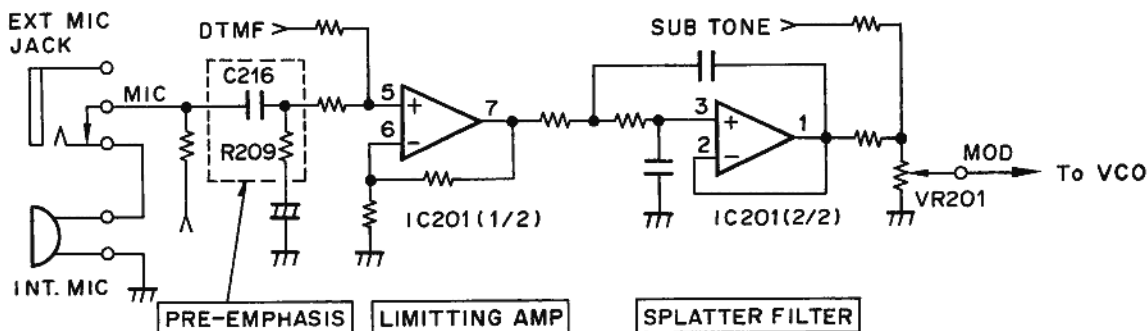 EXT MIC
JACK
MIC
DTMF
C216
R209
5
6
7
IC201(1/2)
SUB TONE
3
2
1
IC201(2/2)
MOD
To VCO
VR201
INT. MIC
PRE-EMPHASIS
LIMITTING AMP
SPLATTER FILTER